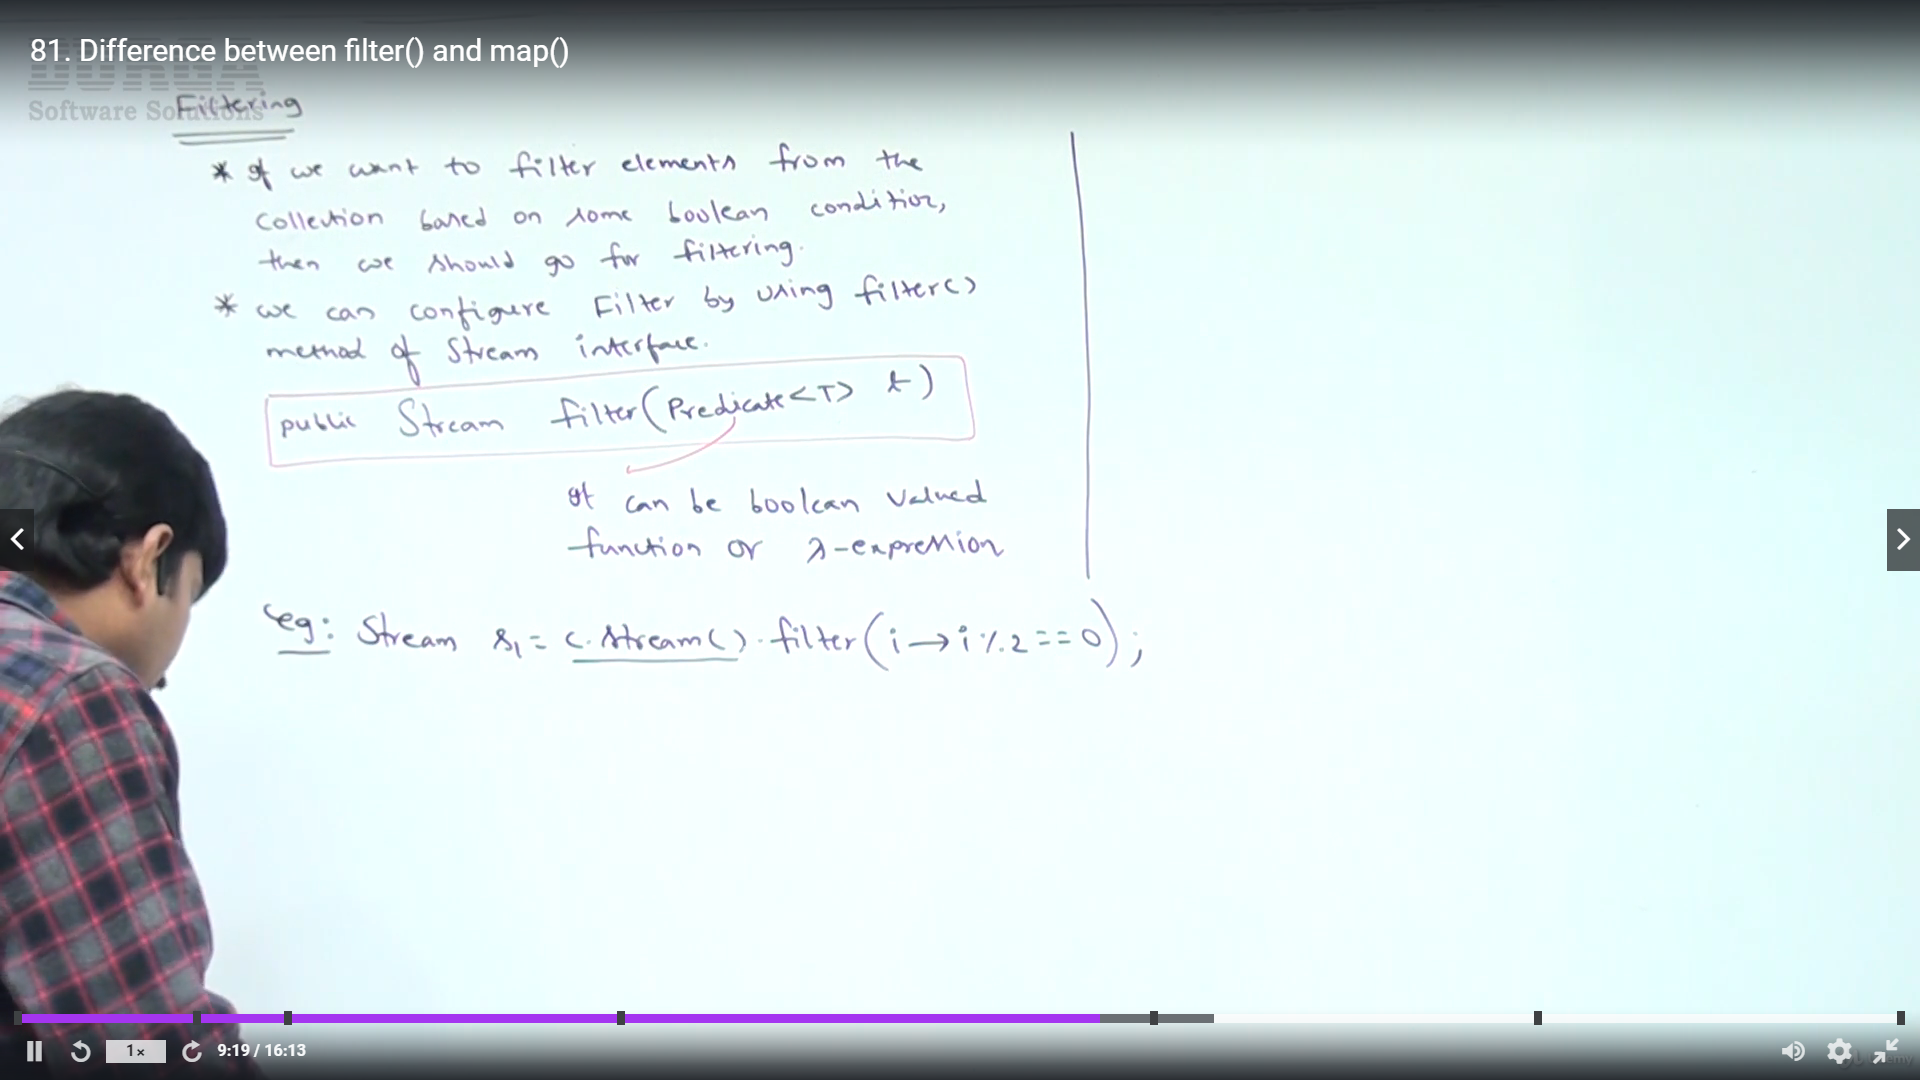 81. Difference between filter() and map()
DURGA
Software Solutions
Filtering
* If we want to filter elements from the
collection based on some boolean condition,
then we should go for filtering.
* we can configure Filter by using filter()
method of Stream interface.
public Stream filter(Predicate<T> t)
It can be boolean valued
function or λ-expression
eg: Stream s1 = c.stream().filter(i→i%2==0);
1×
9:19 / 16:13